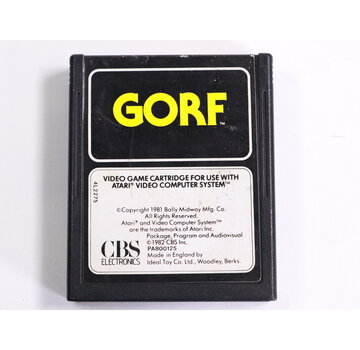 GORF™
VIDEO GAME CARTRIDGE FOR USE WITH
ATARI® VIDEO COMPUTER SYSTEM™
4L2275
©Copyright 1981 Bally Midway Mfg. Co.
All Rights Reserved.
Atari® and Video Computer System™
are the trademarks of Atari Inc.
Package, Program and Audiovisual
©1982 CBS Inc.
PA800125
Made in England by
Ideal Toy Co. Ltd., Woodley, Berks.
CBS
ELECTRONICS